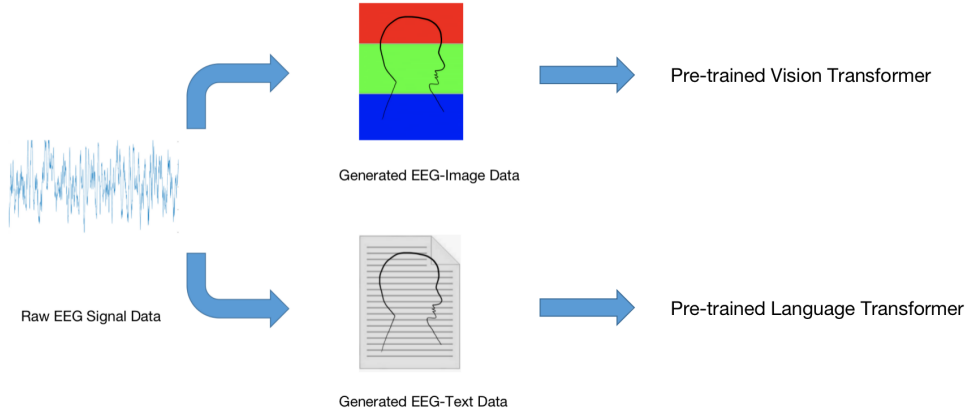 Pre-trained Vision Transformer
Generated EEG-Image Data
Raw EEG Signal Data
Pre-trained Language Transformer
Generated EEG-Text Data